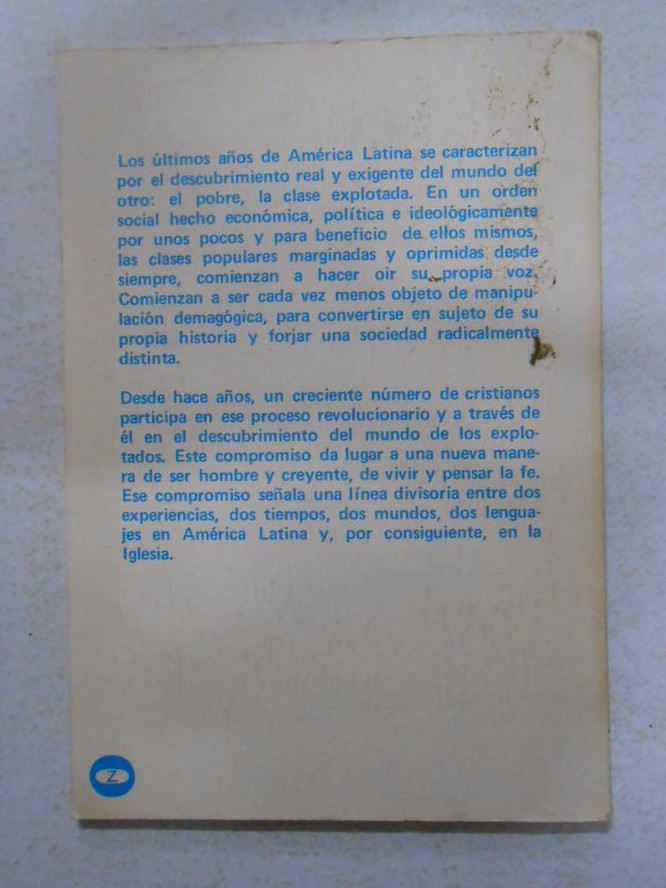 Los últimos años de América Latina se caracterizan
por el descubrimiento real y exigente del mundo del
otro: el pobre, la clase explotada. En un orden
social hecho económica, política e ideológicamente
por unos pocos y para beneficio de ellos mismos,
las clases populares marginadas y oprimidas desde
siempre, comienzan a hacer oir su propia voz.
Comienzan a ser cada vez menos objeto de manipu-
lación demagógica, para convertirse en sujeto de su
propia historia y forjar una sociedad radicalmente
distinta.
Desde hace años, un creciente número de cristianos
participa en ese proceso revolucionario y a través de
él en el descubrimiento del mundo de los explo-
tados. Este compromiso da lugar a una nueva mane-
ra de ser hombre y creyente, de vivir y pensar la fe.
Ese compromiso señala una línea divisoria entre dos
experiencias, dos tiempos, dos mundos, dos lengua-
jes en América Latina y, por consiguiente, en la
Iglesia.
Z